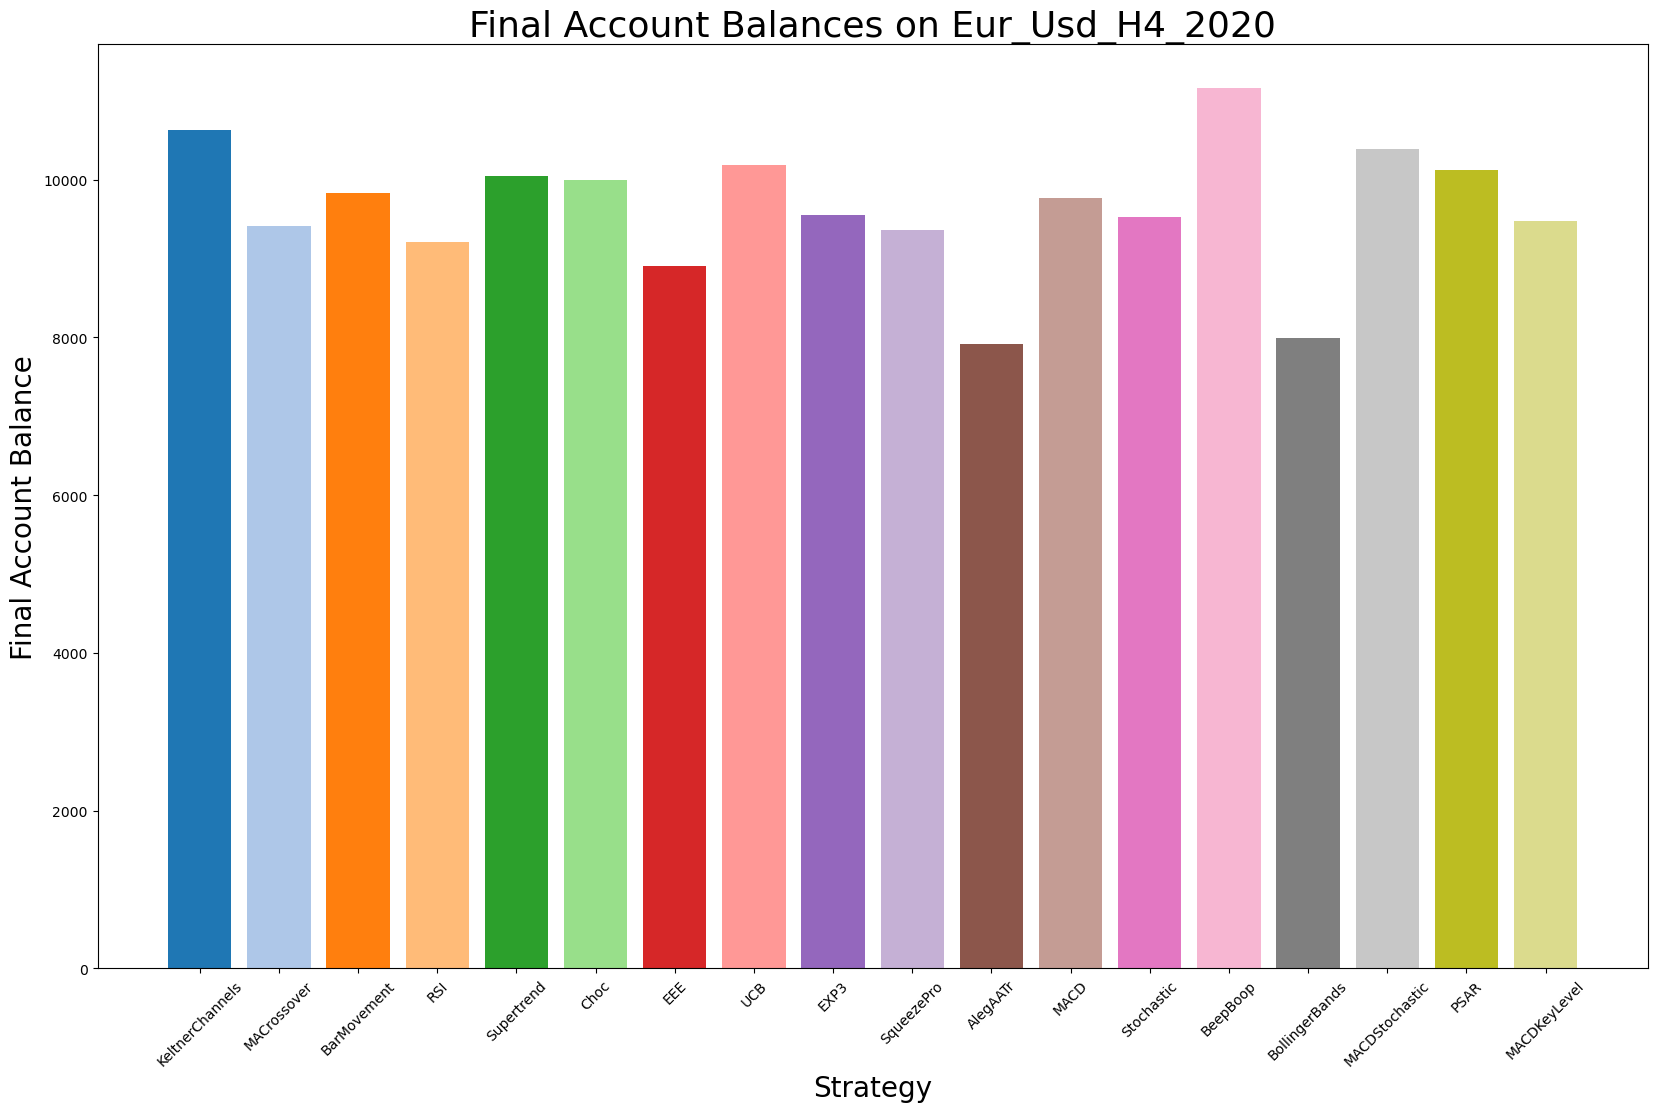 Final Account Balances on Eur_Usd_H4_2020
Final Account Balance
10000
8000
6000
4000
2000
0
KeltnerChannels
MACrossover
BarMovement
RSI
Supertrend
Choc
EEE
UCB
EXP3
SqueezePro
AlegAATr
MACD
Stochastic
BeepBoop
BollingerBands
MACDStochastic
PSAR
MACDKeyLevel
Strategy